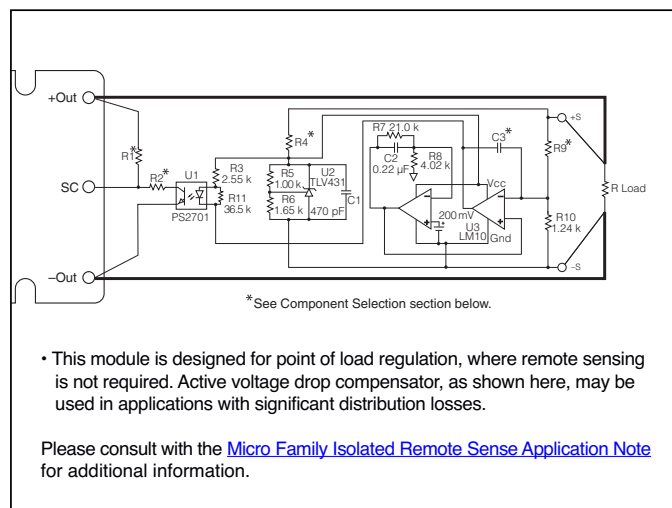 +Out
SC
–Out
R1*
R2*
U1
PS2701
R3
2.55 k
R11
36.5 k
R4*
R5
1.00 k
R6
1.65 k
U2
TLV431
470 pF
C1
R7 21.0 k
C2
0.22 µF
R8
4.02 k
C3*
Vcc
200 mV
U3
LM10
Gnd
+S
R9*
R10
1.24 k
–S
R Load
*See Component Selection section below.
• This module is designed for point of load regulation, where remote sensing
is not required. Active voltage drop compensator, as shown here, may be
used in applications with significant distribution losses.
Please consult with the Micro Family Isolated Remote Sense Application Note
for additional information.